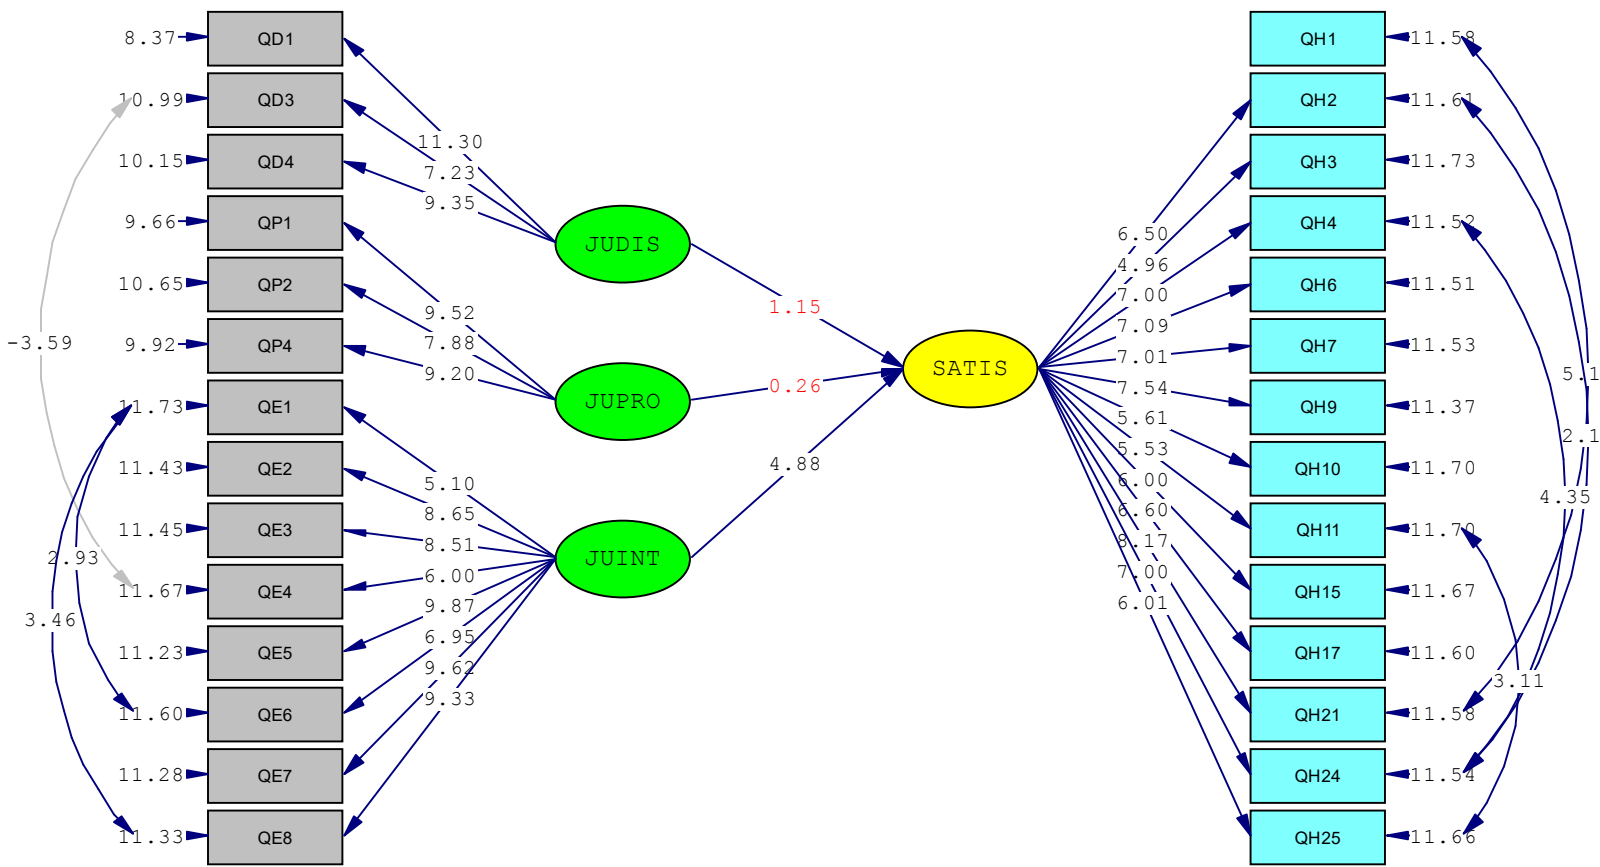 8.37 QD1
10.99 QD3
10.15 QD4
9.66 QP1
10.65 QP2
9.92 QP4
11.73 QE1
11.43 QE2
11.45 QE3
11.67 QE4
11.23 QE5
11.60 QE6
11.28 QE7
11.33 QE8
-3.59
2.93
3.46
11.30
7.23
9.35
9.52
7.88
9.20
5.10
8.65
8.51
6.00
9.87
6.95
9.62
9.33
JUDIS
JUPRO
JUINT
1.15
0.26
4.88
SATIS
6.50
4.96
7.00
7.09
7.01
7.54
5.61
5.53
6.00
6.60
8.17
7.00
6.01
QH1 11.58
QH2 11.61
QH3 11.73
QH4 11.52
QH6 11.51
QH7 11.53
QH9 11.37
QH10 11.70
QH11 11.70
QH15 11.67
QH17 11.60
QH21 11.58
QH24 11.54
QH25 11.66
5.1
2.1
4.35
3.11